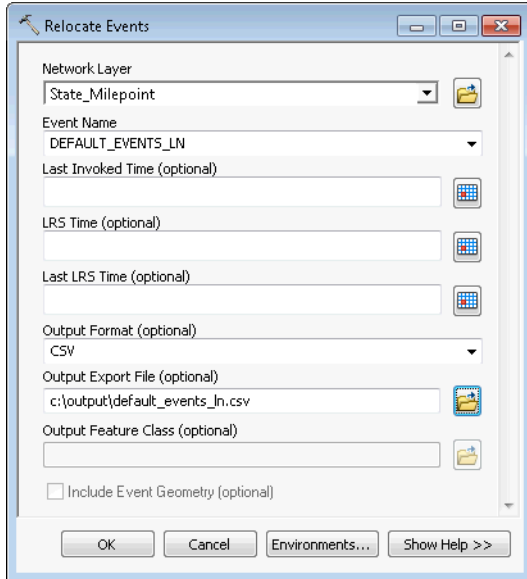 Relocate Events
Network Layer
State_Milepoint
Event Name
DEFAULT_EVENTS_LN
Last Invoked Time (optional)
LRS Time (optional)
Last LRS Time (optional)
Output Format (optional)
CSV
Output Export File (optional)
c:\output\default_events_ln.csv
Output Feature Class (optional)
Include Event Geometry (optional)
OK Cancel Environments... Show Help >>